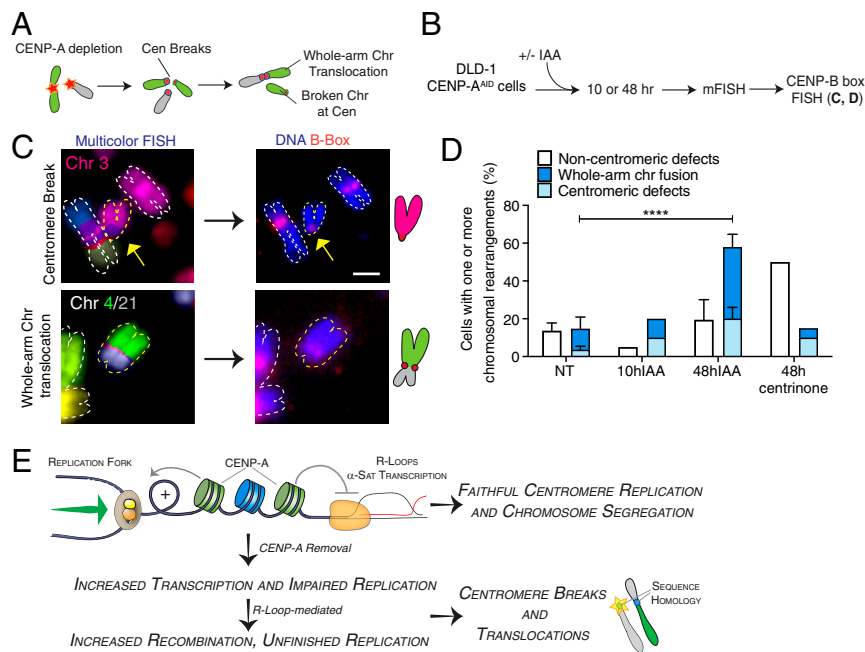 A
CENP-A depletion
Cen Breaks
Whole-arm Chr
Translocation
Broken Chr
at Cen
B
+/- IAA
DLD-1
CENP-A^AID cells
10 or 48 hr
mFISH
CENP-B box
FISH (C, D)
C
Multicolor FISH
DNA B-Box
Centromere Break
Chr 3
Whole-arm Chr
translocation
Chr 4/21
D
Non-centromeric defects
Whole-arm chr fusion
Centromeric defects
Cells with one or more
chromosomal rearrangements (%)
80
60
40
20
0
****
NT
10hIAA
48hIAA
48h
centrinone
E
REPLICATION FORK
+
CENP-A
R-LOOPS
α-SAT TRANSCRIPTION
FAITHFUL CENTROMERE REPLICATION
AND CHROMOSOME SEGREGATION
CENP-A Removal
INCREASED TRANSCRIPTION AND IMPAIRED REPLICATION
R-Loop-mediated
INCREASED RECOMBINATION, UNFINISHED REPLICATION
CENTROMERE BREAKS
AND
TRANSLOCATIONS
SEQUENCE
HOMOLOGY